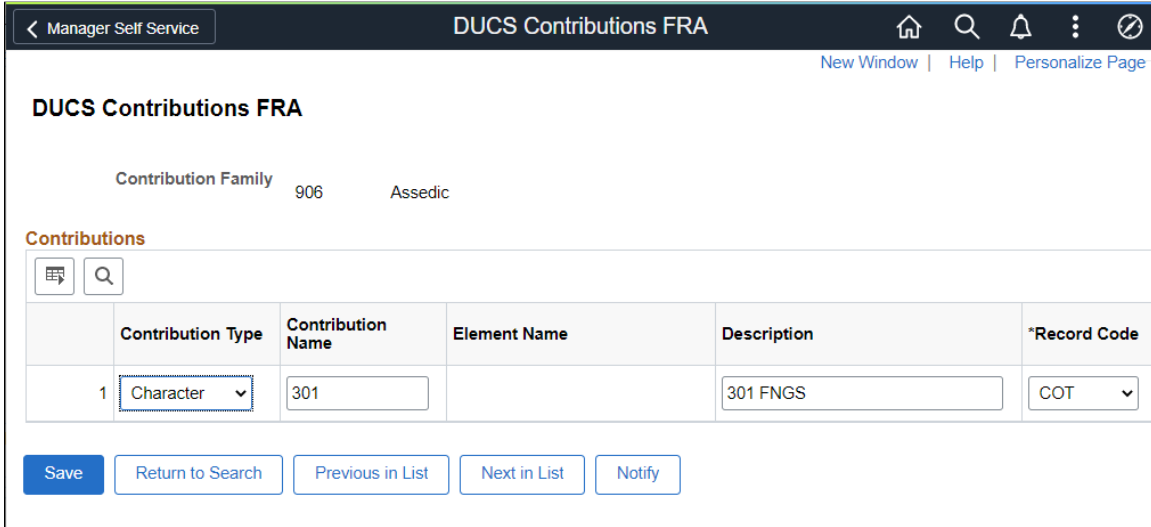 Manager Self Service DUCS Contributions FRA
New Window | Help | Personalize Page
DUCS Contributions FRA
Contribution Family 906 Assedic
Contributions
Contribution Type Contribution Name Element Name Description *Record Code
1 Character 301 301 FNGS COT
Save Return to Search Previous in List Next in List Notify